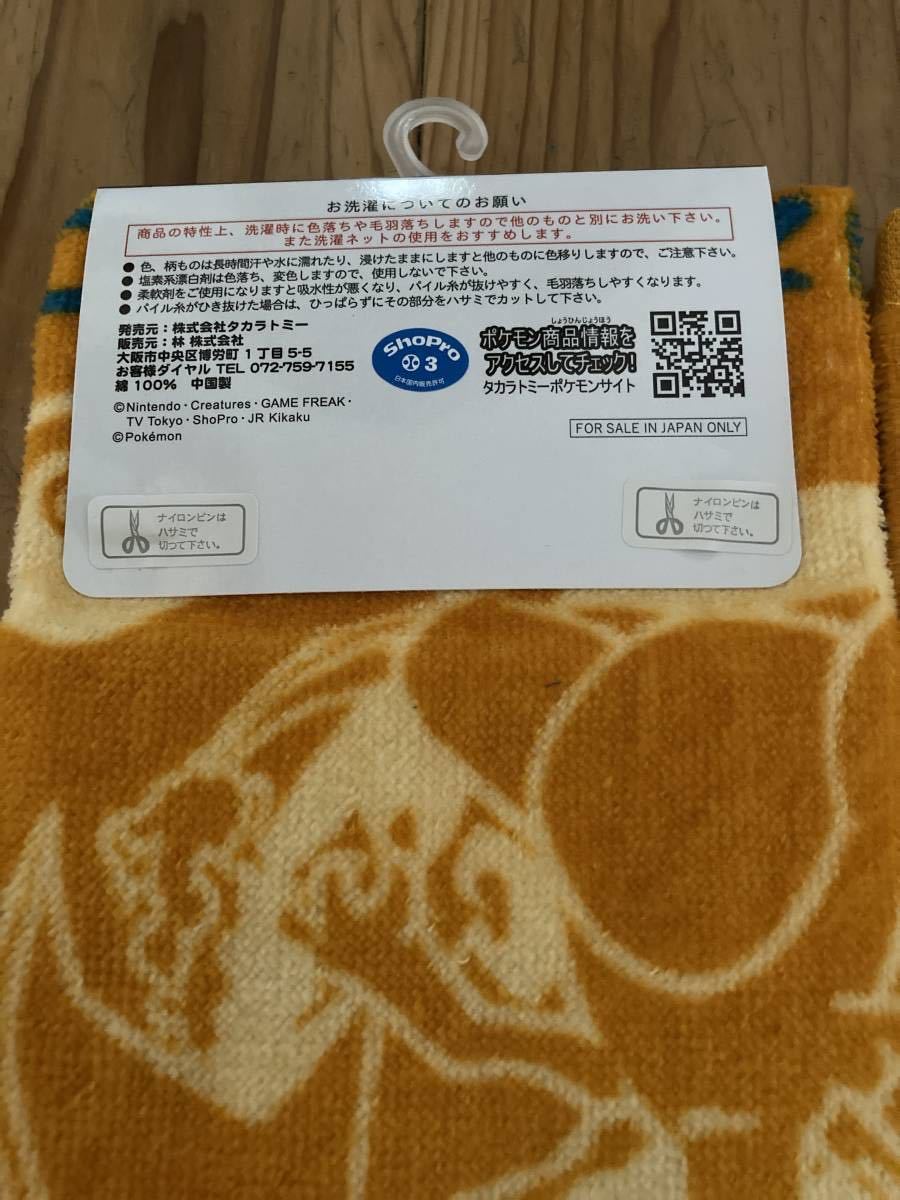 お洗濯についてのお願い
商品の特性上、洗濯時に色落ちや毛羽落ちしますので他のものと別にお洗い下さい。
また洗濯ネットの使用をおすすめします。
● 色、柄ものは長時間汗や水に濡れたり、浸けたままにしますと他のものに色移りしますので、ご注意下さい。
● 塩素系漂白剤は色落ち、変色しますので、使用しないで下さい。
● 柔軟剤をご使用になりますと吸水性が悪くなり、パイル糸が抜けやすく、毛羽落ちしやすくなります。
● パイル糸がひき抜けた場合は、ひっぱらずにその部分をハサミでカットして下さい。
発売元:株式会社タカラトミー
販売元:林 株式会社
大阪市中央区博労町1丁目5-5
お客様ダイヤル TEL 072-759-7155
綿 100% 中国製
©Nintendo・Creatures・GAME FREAK・
TV Tokyo・ShoPro・JR Kikaku
©Pokémon
ShoPro
3
日本国内販売許可
しょうひんじょうほう
ポケモン商品情報を
アクセスしてチェック!
タカラトミーポケモンサイト
FOR SALE IN JAPAN ONLY
ナイロンピンは
ハサミで
切つて下さい。
ナイロンピンは
ハサミで
切つて下さい。